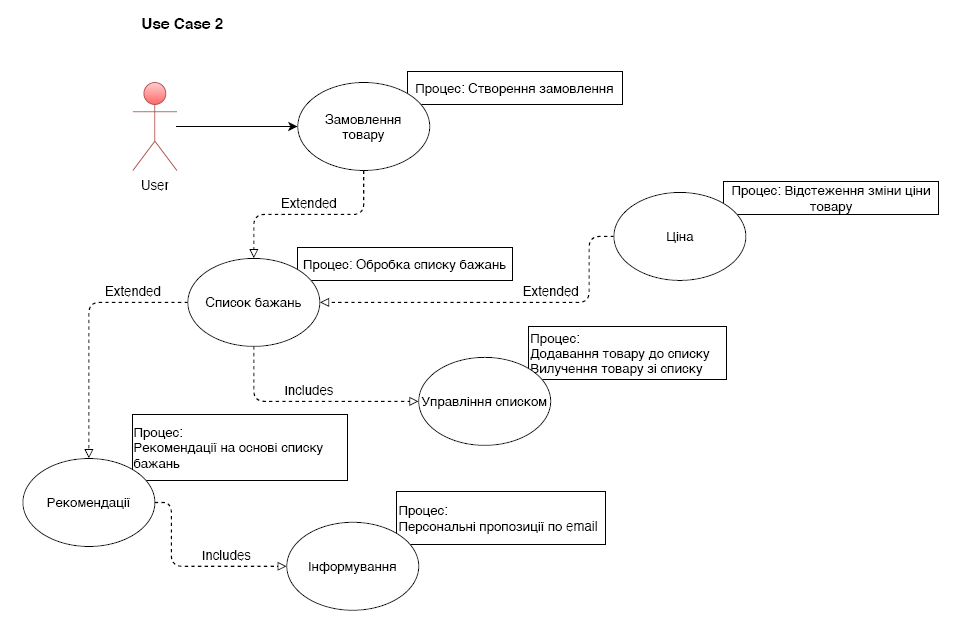 Use Case 2
Процес: Створення замовлення
Замовлення
товару
User
Extended
Процес: Відстеження зміни ціни
товару
Ціна
Процес: Обробка списку бажань
Extended
Extended
Список бажань
Процес:
Додавання товару до списку
Вилучення товару зі списку
Includes
Управління списком
Процес:
Рекомендації на основі списку
бажань
Рекомендації
Процес:
Персональні пропозиції по email
Includes
Інформування